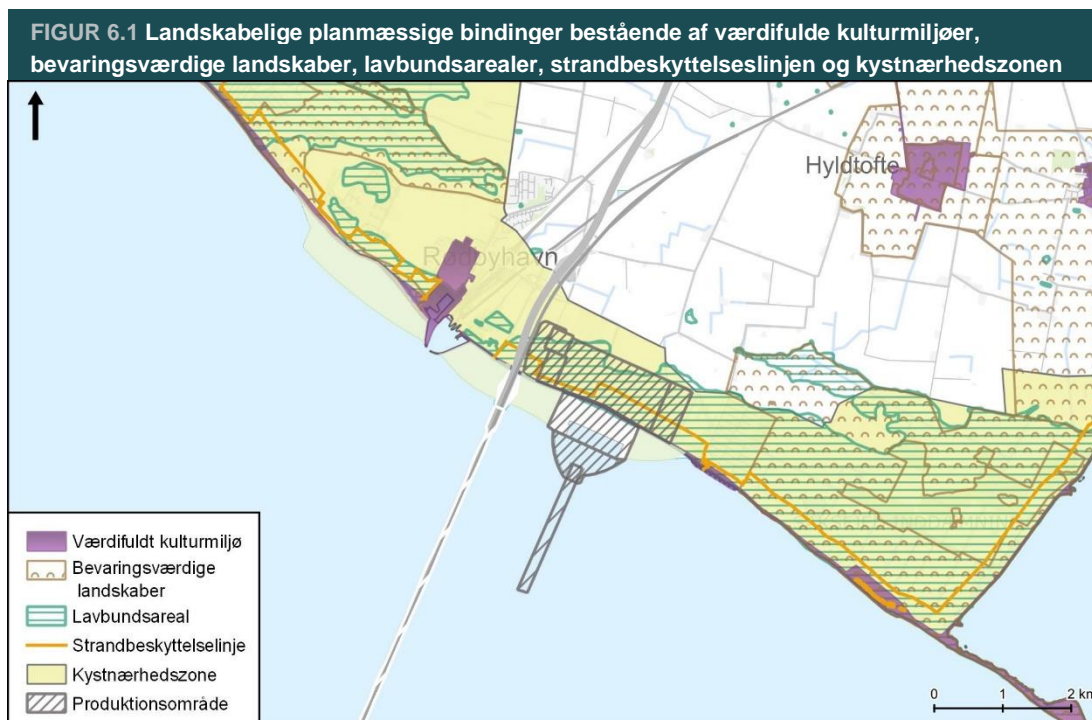 FIGUR 6.1 Landskabelige planmæssige bindinger bestående af værdifulde kulturmiljøer,
bevaringsværdige landskaber, lavbundsarealer, strandbeskyttelseslinjen og kystnærhedszonen
Hyldtofte
Rødbyhavn
Værdifuldt kulturmiljø
Bevaringsværdige
landskaber
Lavbundsareal
Strandbeskyttelselinje
Kystnærhedszone
Produktionsområde
0 1 2 km